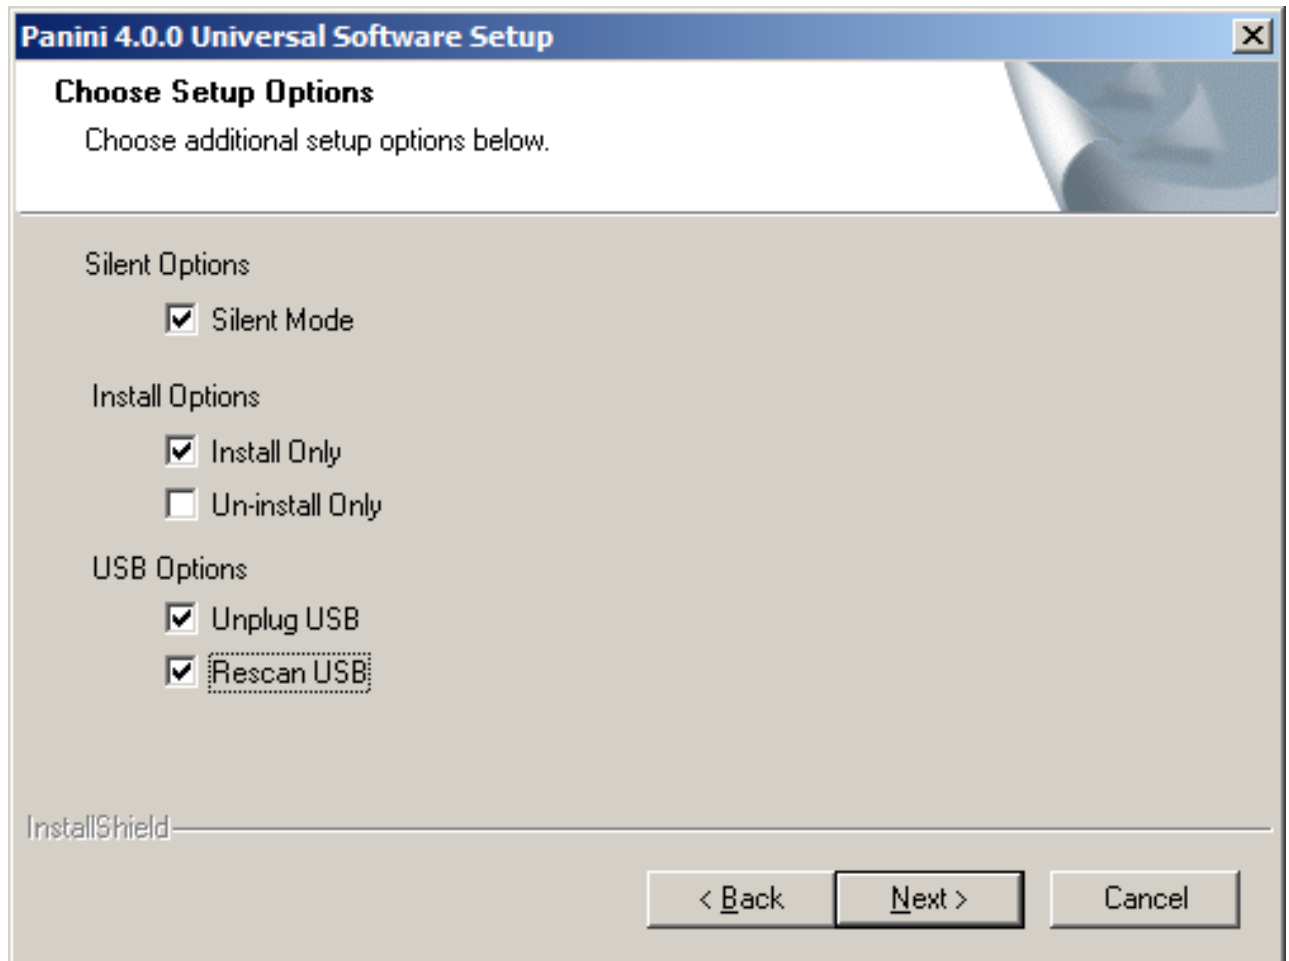 Panini 4.0.0 Universal Software Setup
Choose Setup Options
Choose additional setup options below.
Silent Options
Silent Mode
Install Options
Install Only
Un-install Only
USB Options
Unplug USB
Rescan USB
InstallShield
< Back Next > Cancel